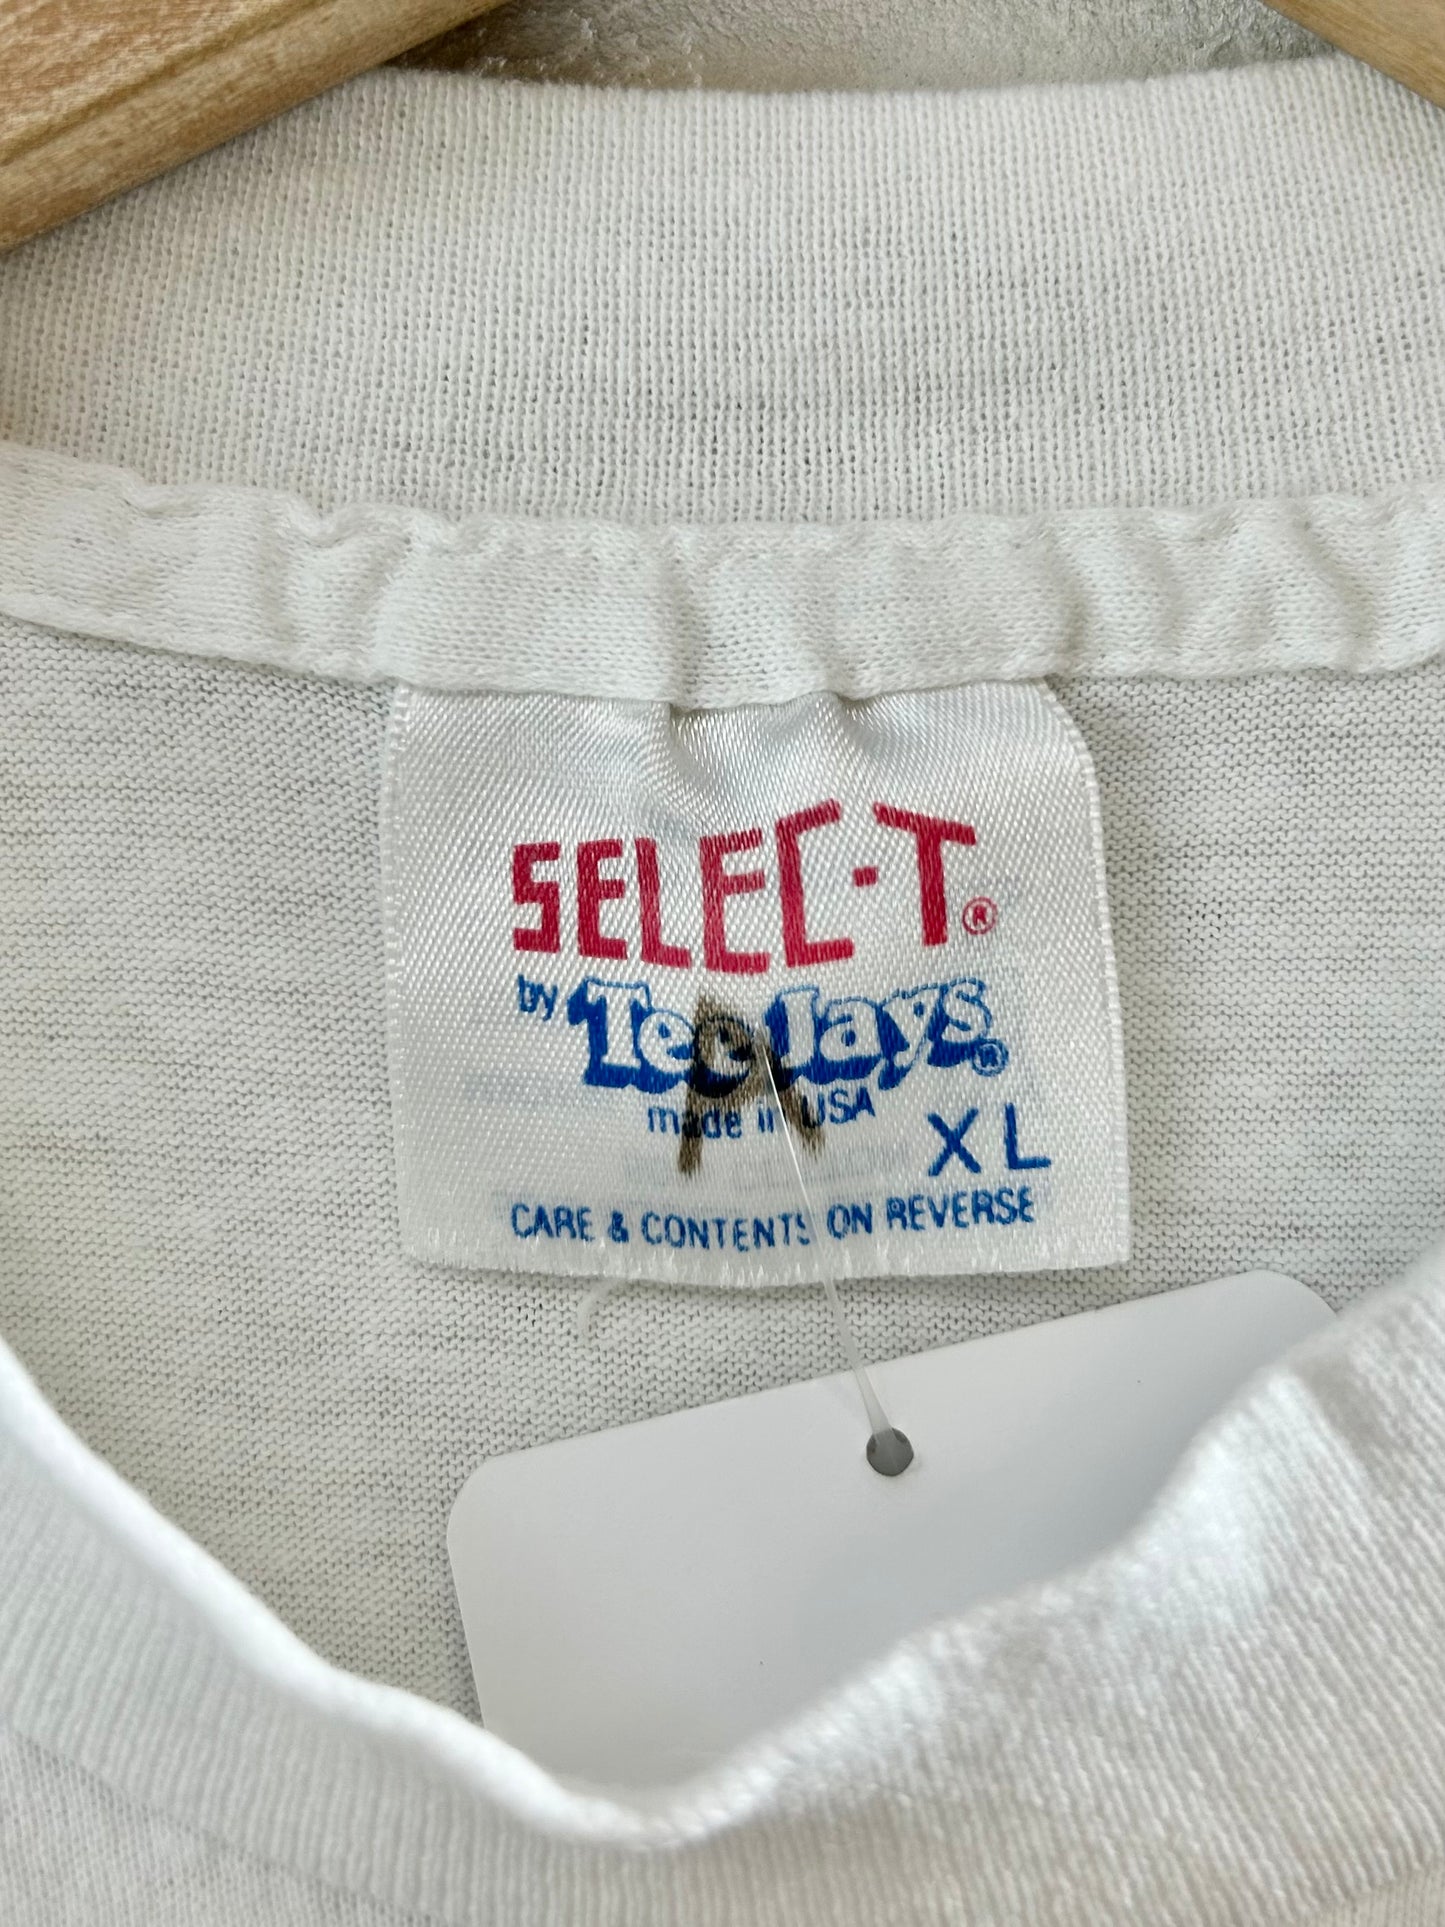 SELEC-T®
by Tee Jays®
made in USA
XL
CARE & CONTENTS ON REVERSE